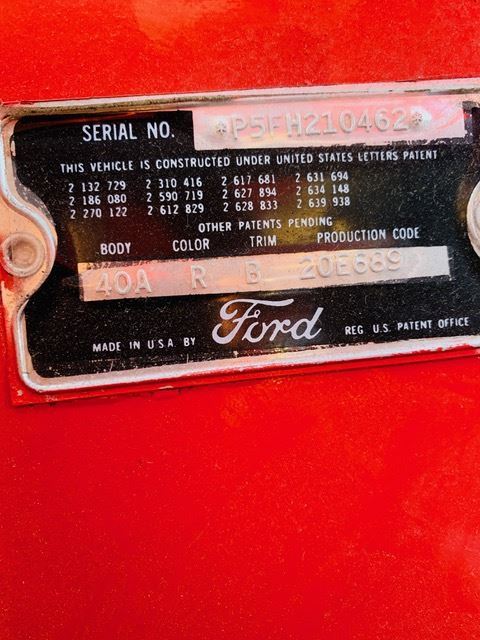 SERIAL NO. *P5FH210462*
THIS VEHICLE IS CONSTRUCTED UNDER UNITED STATES LETTERS PATENT
2 132 729 2 310 416 2 617 681 2 631 694
2 186 080 2 590 719 2 627 894 2 634 148
2 270 122 2 612 829 2 628 833 2 639 938
OTHER PATENTS PENDING
BODY COLOR TRIM PRODUCTION CODE
40A R B 20E689
MADE IN U.S.A. BY Ford REG. U.S. PATENT OFFICE